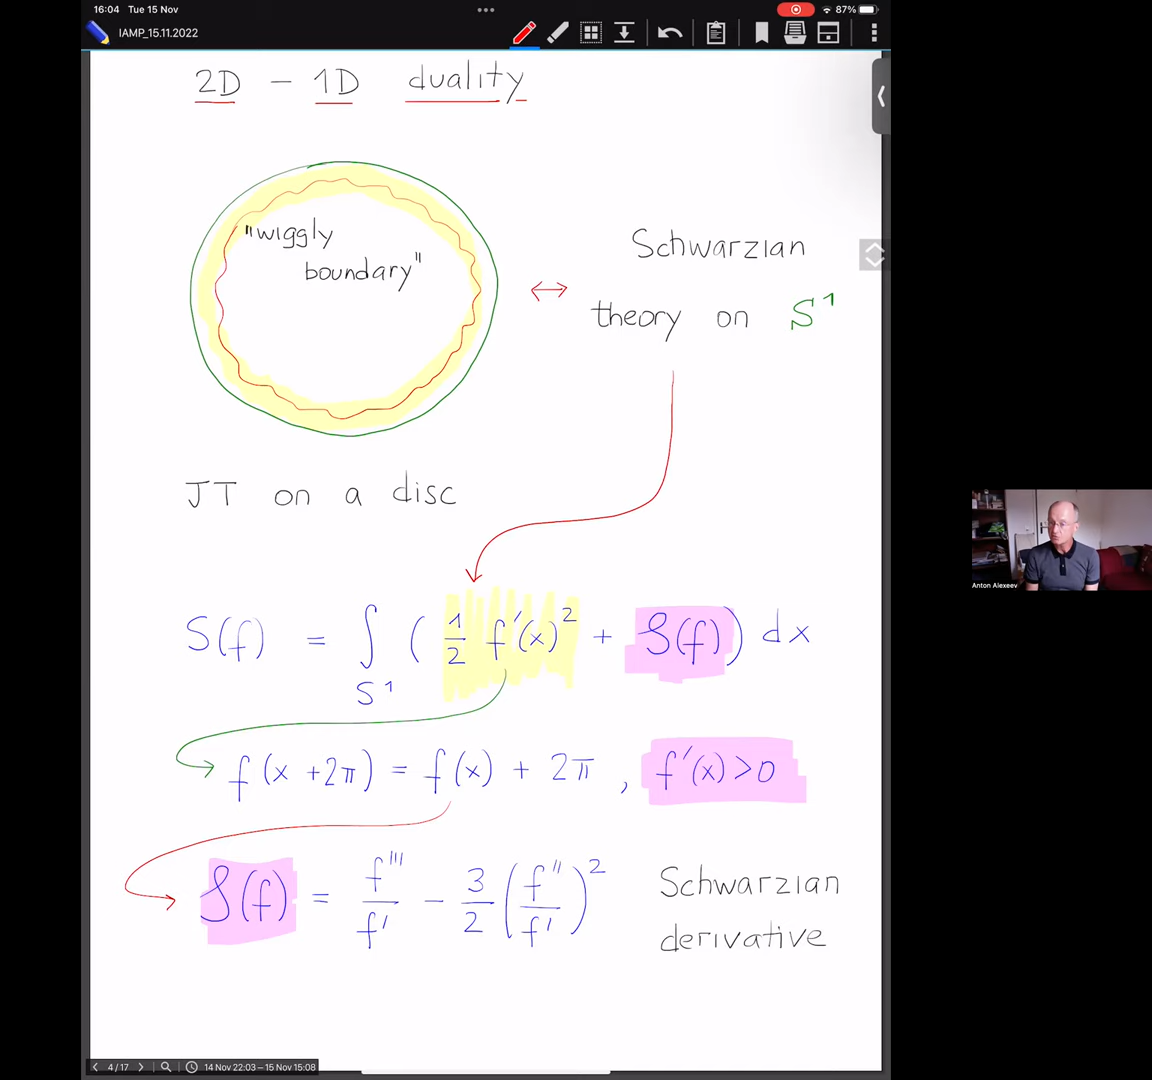 16:04 Tue 15 Nov
87%
IAMP_15.11.2022
2D - 1D duality
"wiggly
boundary"
↔
Schwarzian
theory on S¹
JT on a disc
S(f) = ∫_{S¹} ( 1/2 f'(x)² + S(f) ) dx
f(x + 2π) = f(x) + 2π , f'(x) > 0
S(f) = f'''/f' - 3/2 (f''/f')² Schwarzian
derivative
4/17
14 Nov 22:03 – 15 Nov 15:08
Anton Alexeev